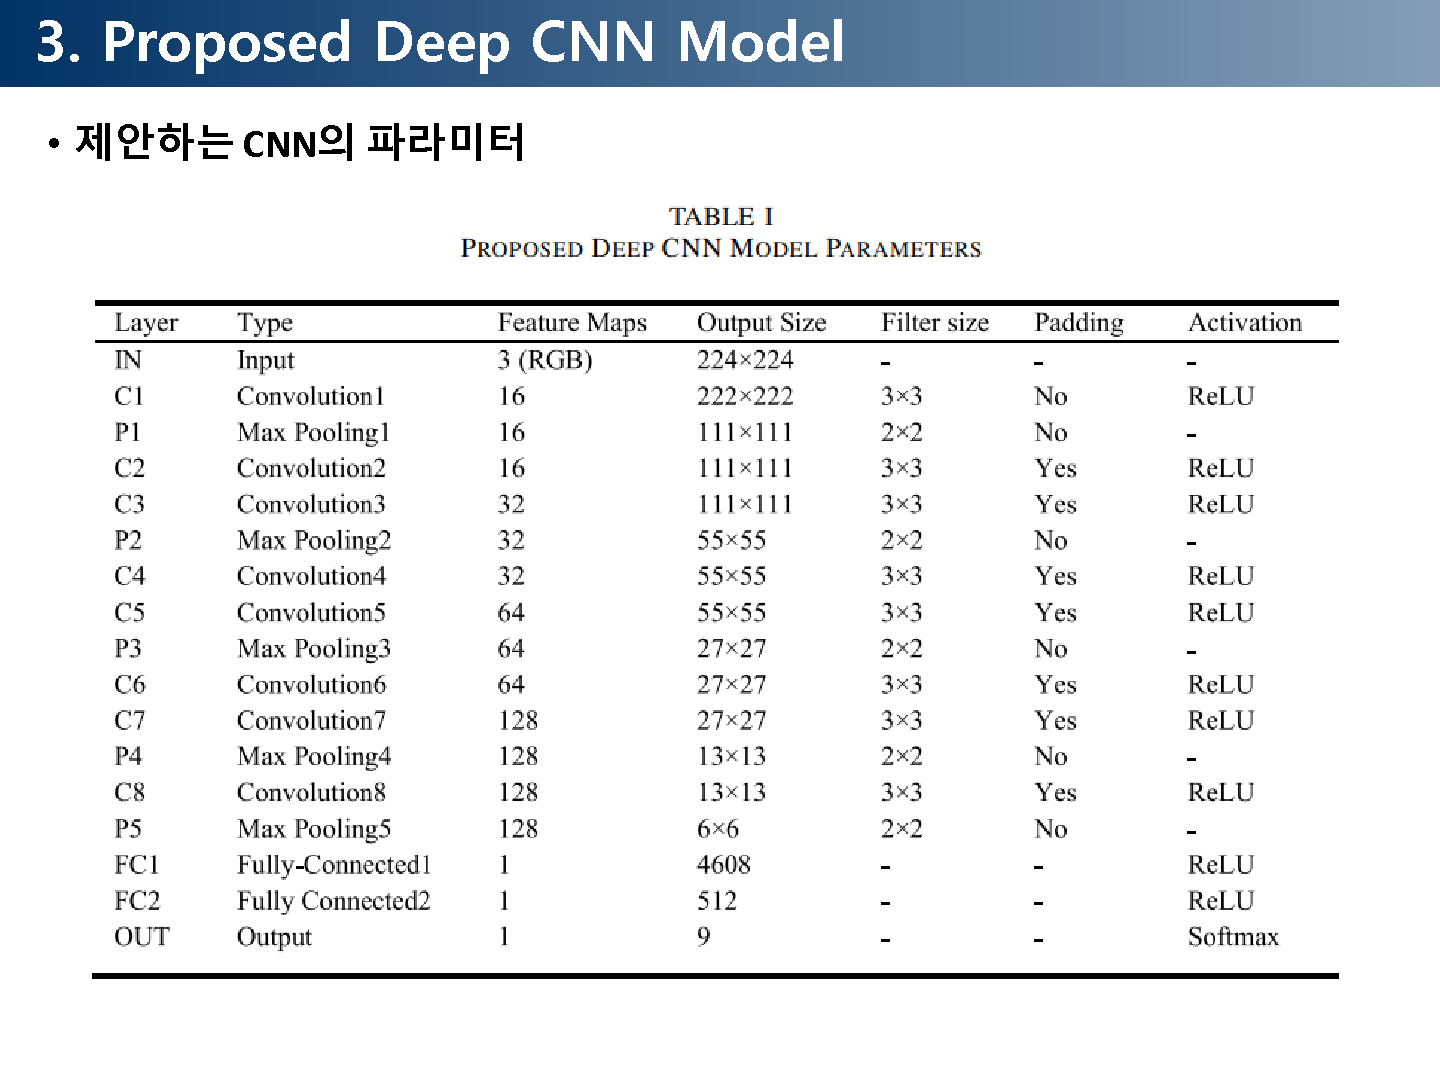 3. Proposed Deep CNN Model
• 제안하는 CNN의 파라미터
TABLE I
PROPOSED DEEP CNN MODEL PARAMETERS
Layer Type Feature Maps Output Size Filter size Padding Activation
IN Input 3 (RGB) 224×224 - - -
C1 Convolution1 16 222×222 3×3 No ReLU
P1 Max Pooling1 16 111×111 2×2 No -
C2 Convolution2 16 111×111 3×3 Yes ReLU
C3 Convolution3 32 111×111 3×3 Yes ReLU
P2 Max Pooling2 32 55×55 2×2 No -
C4 Convolution4 32 55×55 3×3 Yes ReLU
C5 Convolution5 64 55×55 3×3 Yes ReLU
P3 Max Pooling3 64 27×27 2×2 No -
C6 Convolution6 64 27×27 3×3 Yes ReLU
C7 Convolution7 128 27×27 3×3 Yes ReLU
P4 Max Pooling4 128 13×13 2×2 No -
C8 Convolution8 128 13×13 3×3 Yes ReLU
P5 Max Pooling5 128 6×6 2×2 No -
FC1 Fully-Connected1 1 4608 - - ReLU
FC2 Fully Connected2 1 512 - - ReLU
OUT Output 1 9 - - Softmax